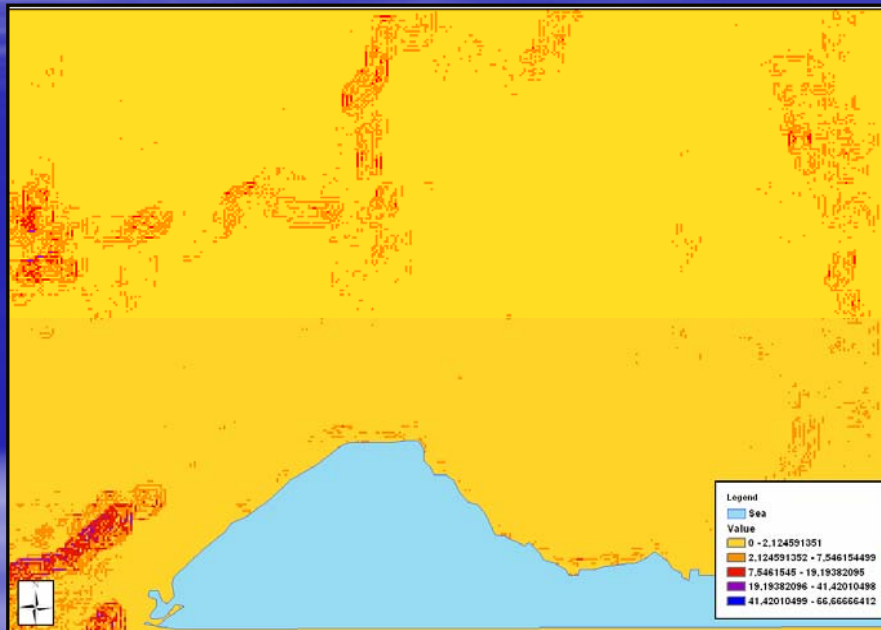 Legend
Sea
Value
0 - 2,124591351
2,124591352 - 7,546154499
7,5461545 - 19,19382095
19,19382096 - 41,42010498
41,42010499 - 66,66666412